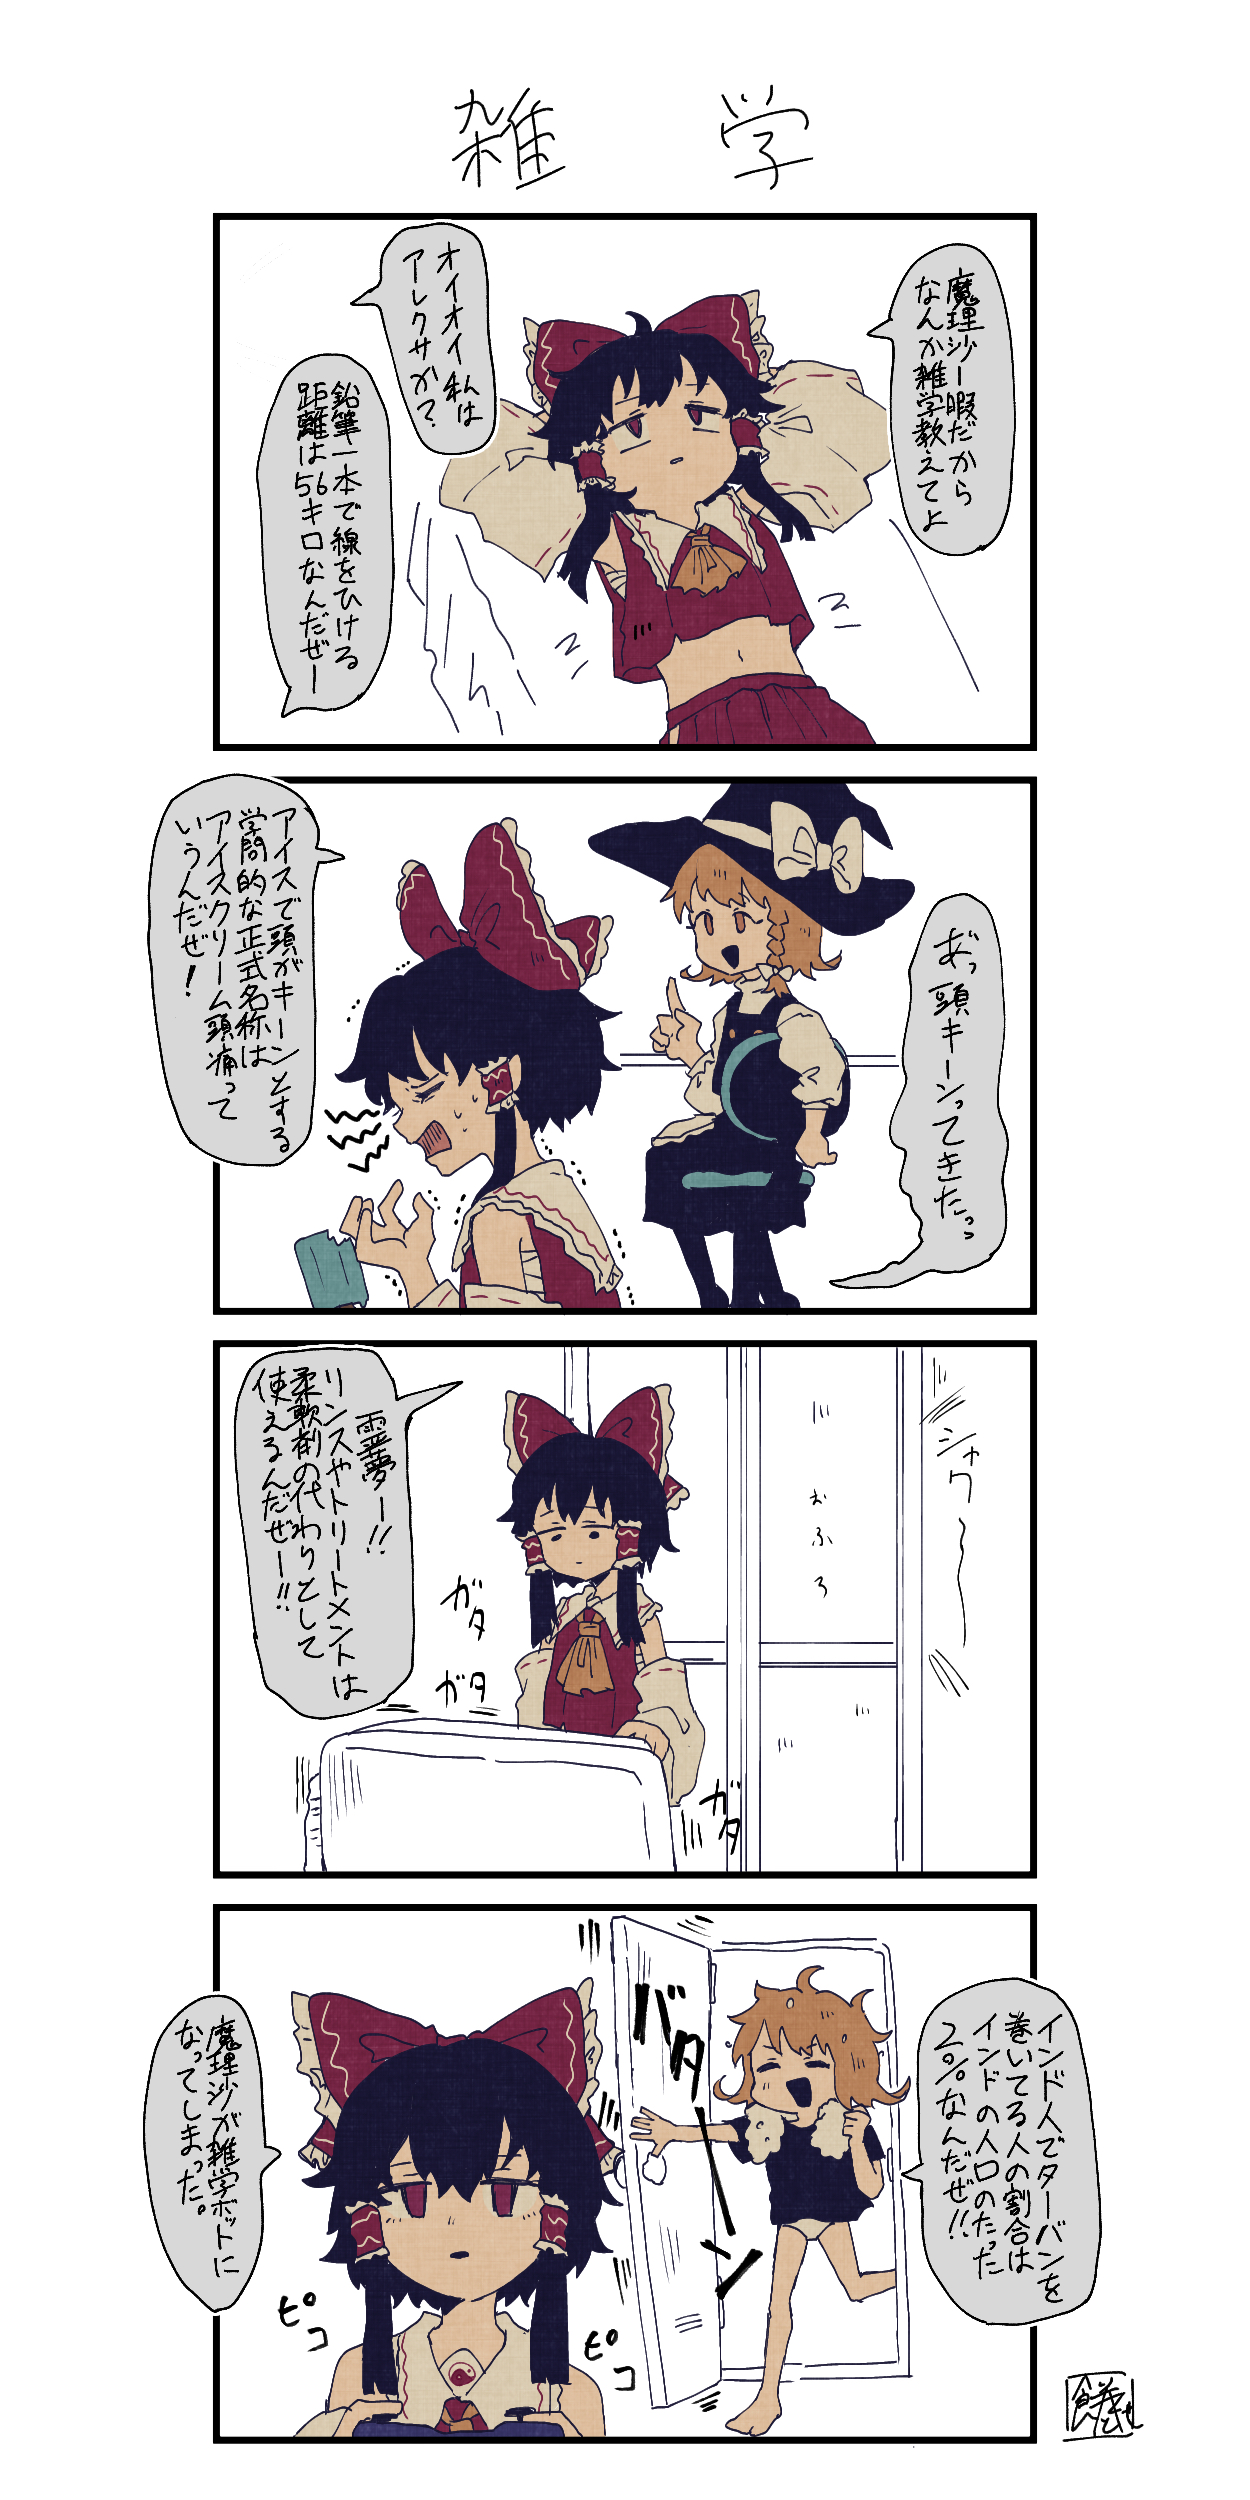 雑学
魔理沙ー暇だから
なんか雑学教えてよ
オイオイ私は
アレクサか？
鉛筆一本で線をひける
距離は56キロなんだぜー
あっ頭キーンってきたっ
アイスで頭がキーンとする
学問的な正式名称は
アイスクリーム頭痛って
いうんだぜ！
シャワ〜〜
おふろ
霊夢ー!!
リンスやトリートメントは
柔軟剤の代わりとして
使えるんだぜー!!
ガタ
ガタ
ガタ
インド人でターバンを
巻いてる人の割合は
インドの人口のたった
2％なんだぜ!!
バターン
魔理沙が雑学ボットに
なってしまった。
ピコ
ピコ